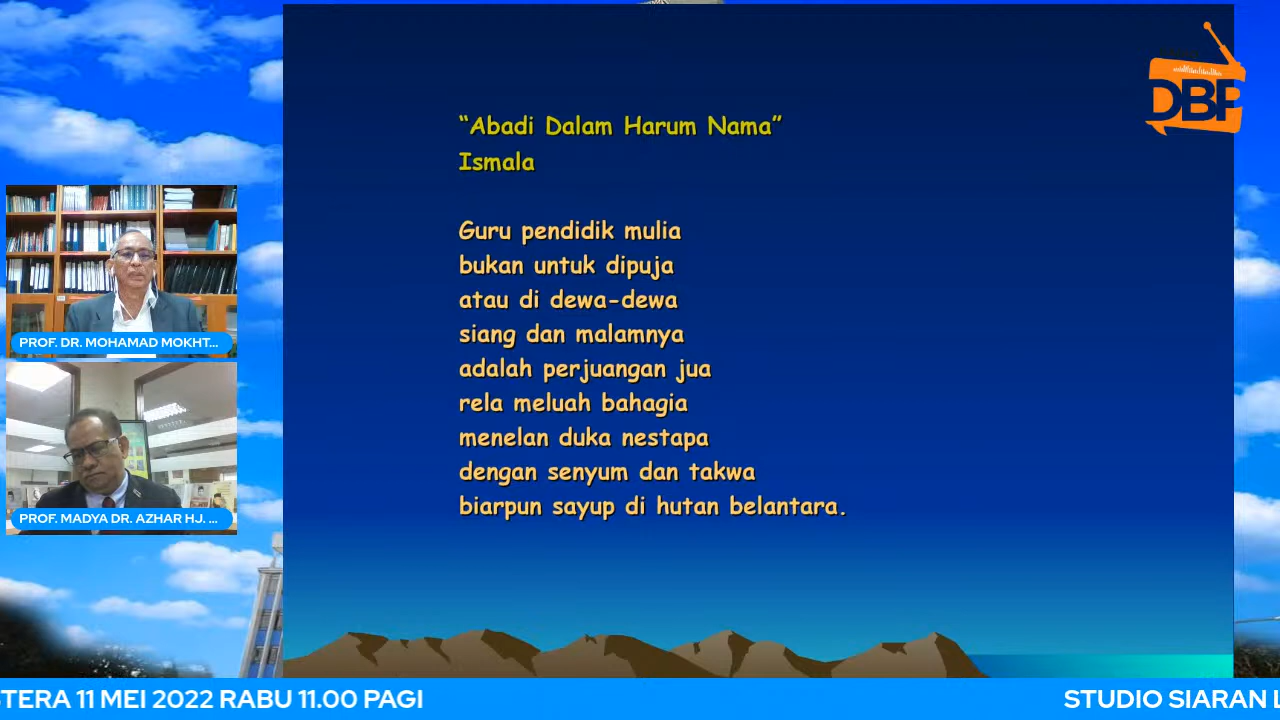 DBP
“Abadi Dalam Harum Nama”
Ismala
Guru pendidik mulia
bukan untuk dipuja
atau di dewa-dewa
siang dan malamnya
adalah perjuangan jua
rela meluah bahagia
menelan duka nestapa
dengan senyum dan takwa
biarpun sayup di hutan belantara.
PROF. DR. MOHAMAD MOKHT...
PROF. MADYA DR. AZHAR HJ. ...
STERA 11 MEI 2022 RABU 11.00 PAGI
STUDIO SIARAN L